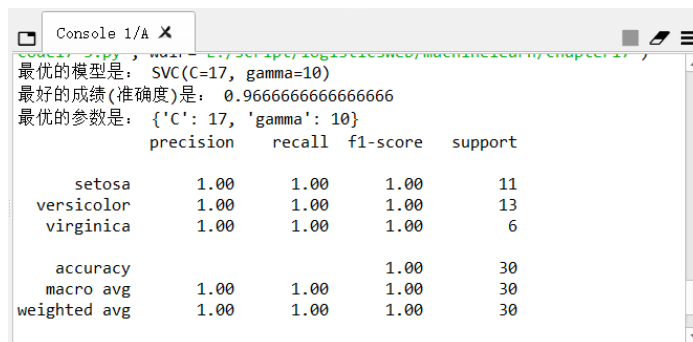 Console 1/A
最优的模型是： SVC(C=17, gamma=10)
最好的成绩(准确度)是： 0.9666666666666666
最优的参数是： {'C': 17, 'gamma': 10}
precision recall f1-score support
setosa 1.00 1.00 1.00 11
versicolor 1.00 1.00 1.00 13
virginica 1.00 1.00 1.00 6
accuracy 1.00 30
macro avg 1.00 1.00 1.00 30
weighted avg 1.00 1.00 1.00 30